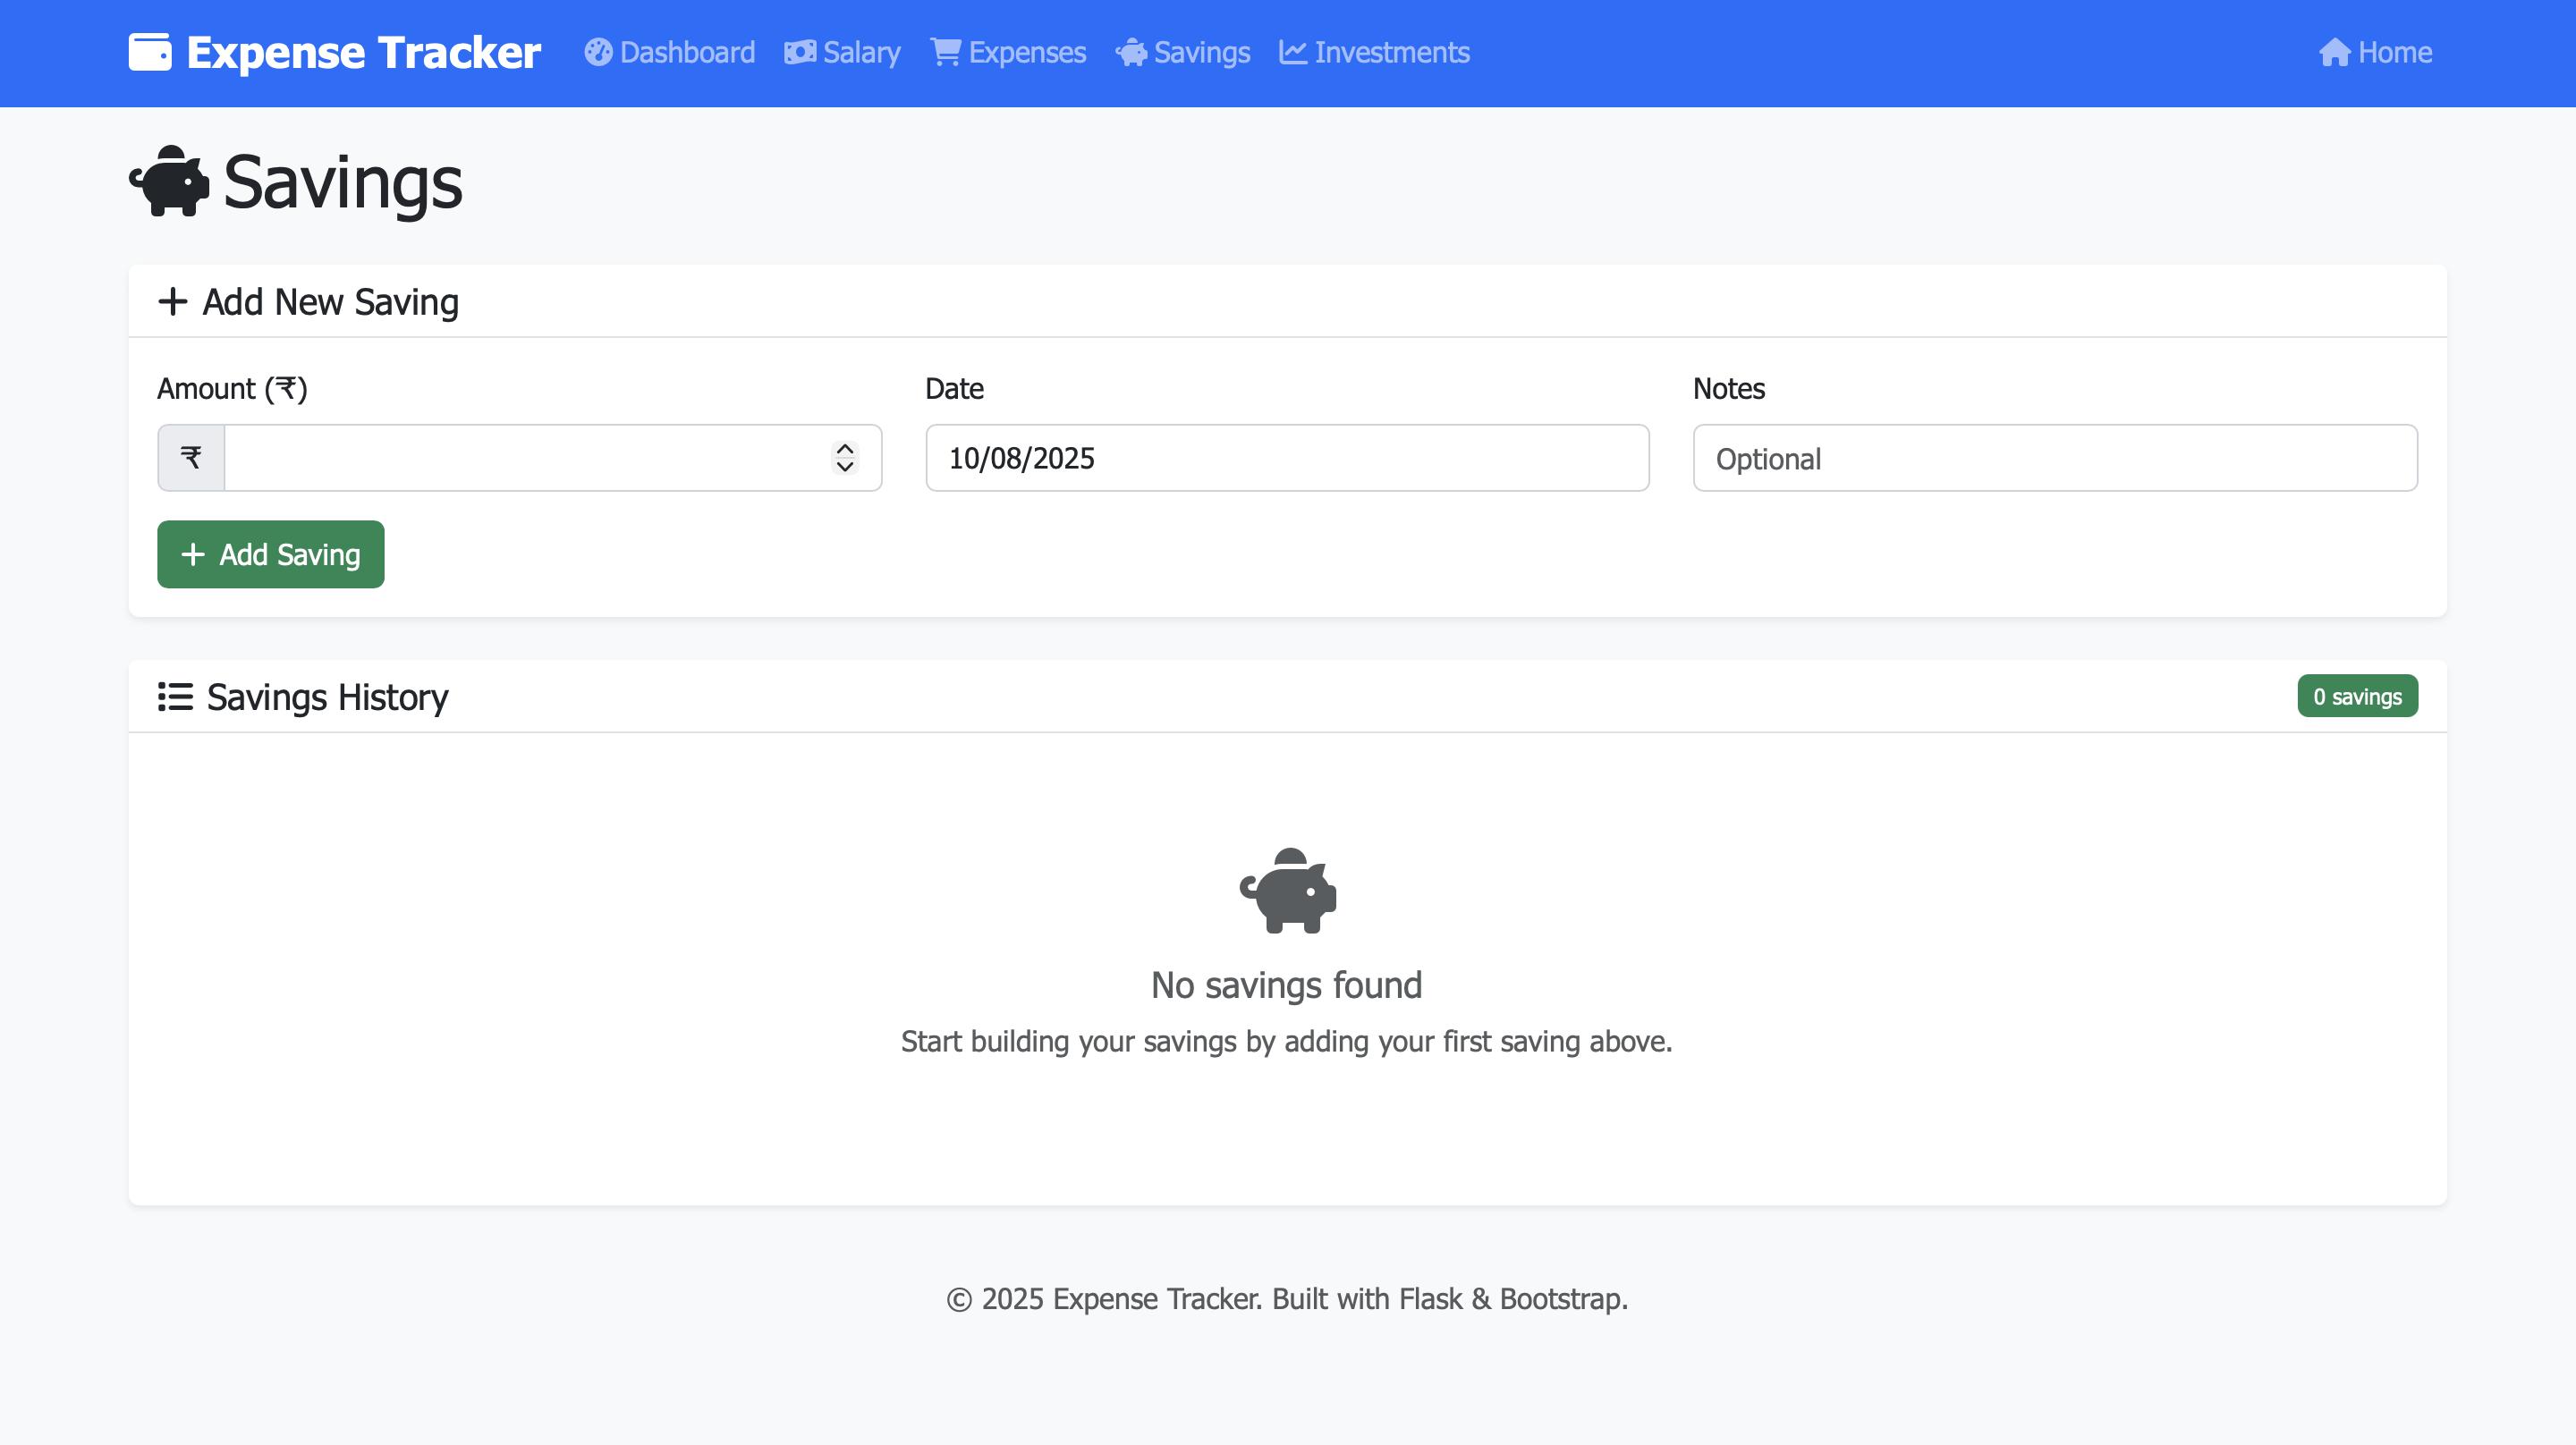 Expense Tracker Dashboard Salary Expenses Savings Investments Home
Savings
Add New Saving
Amount (₹) Date Notes
₹ 10/08/2025 Optional
+ Add Saving
Savings History 0 savings
No savings found
Start building your savings by adding your first saving above.
© 2025 Expense Tracker. Built with Flask & Bootstrap.